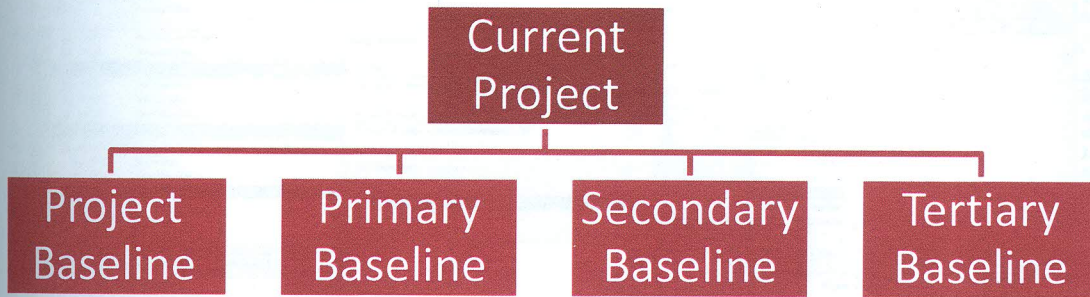 Current
Project
Project
Baseline
Primary
Baseline
Secondary
Baseline
Tertiary
Baseline